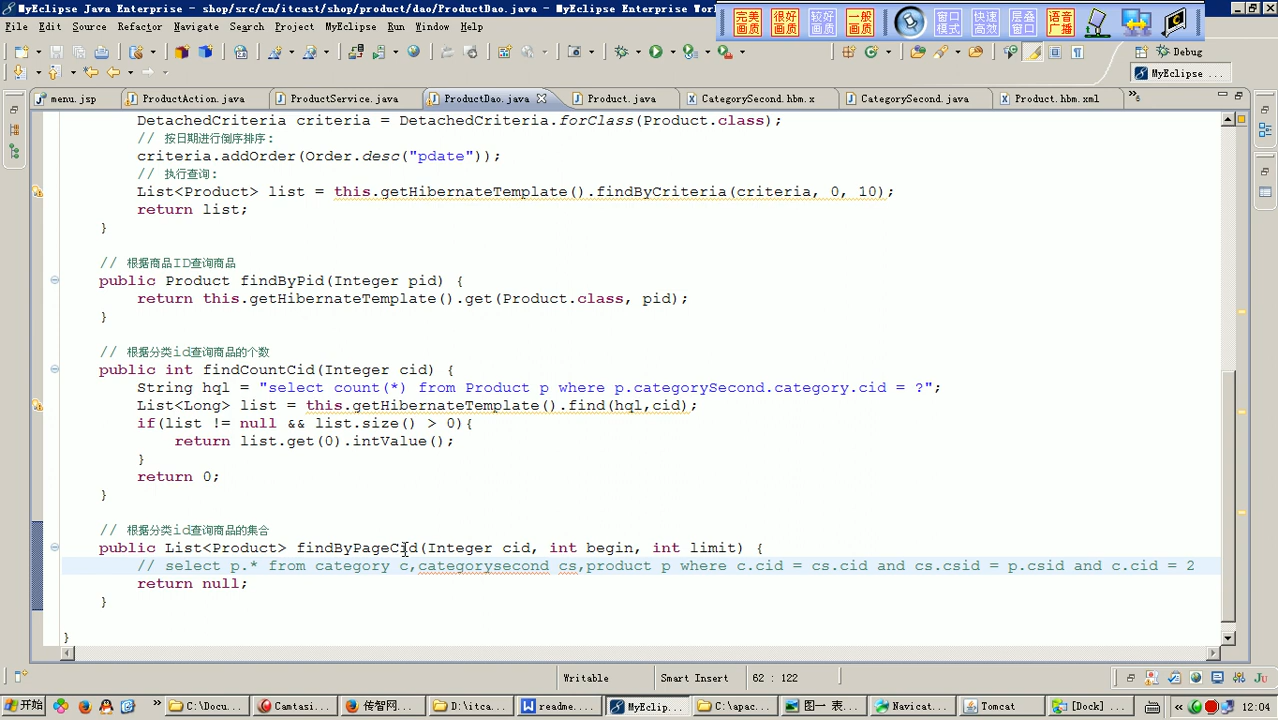 MyEclipse Java Enterprise - shop/src/cn/itcast/shop/product/dao/ProductDao.java - MyEclipse Enterprise Wor
完美画质 很好画质 较好画质 一般画质 窗口模式 快速高效 层叠窗口 语音广播
File Edit Source Refactor Navigate Search Project MyEclipse Run Window Help
Debug
MyEclipse ...
menu.jsp ProductAction.java ProductService.java ProductDao.java Product.java CategorySecond.hbm.x CategorySecond.java Product.hbm.xml
DetachedCriteria criteria = DetachedCriteria.forClass(Product.class);
// 按日期进行倒序排序:
criteria.addOrder(Order.desc("pdate"));
// 执行查询:
List<Product> list = this.getHibernateTemplate().findByCriteria(criteria, 0, 10);
return list;
}
// 根据商品ID查询商品
public Product findByPid(Integer pid) {
return this.getHibernateTemplate().get(Product.class, pid);
}
// 根据分类id查询商品的个数
public int findCountCid(Integer cid) {
String hql = "select count(*) from Product p where p.categorySecond.category.cid = ?";
List<Long> list = this.getHibernateTemplate().find(hql,cid);
if(list != null && list.size() > 0){
return list.get(0).intValue();
}
return 0;
}
// 根据分类id查询商品的集合
public List<Product> findByPageCid(Integer cid, int begin, int limit) {
// select p.* from category c,categorysecond cs,product p where c.cid = cs.cid and cs.csid = p.csid and c.cid = 2
return null;
}
}
Writable Smart Insert 62 : 122
开始 C:\Docu... Camtasi... 传智网... D:\itca... readme.... MyEclip... C:\apac... 图一 表... Navicat... Tomcat [Dock] ... 12:04